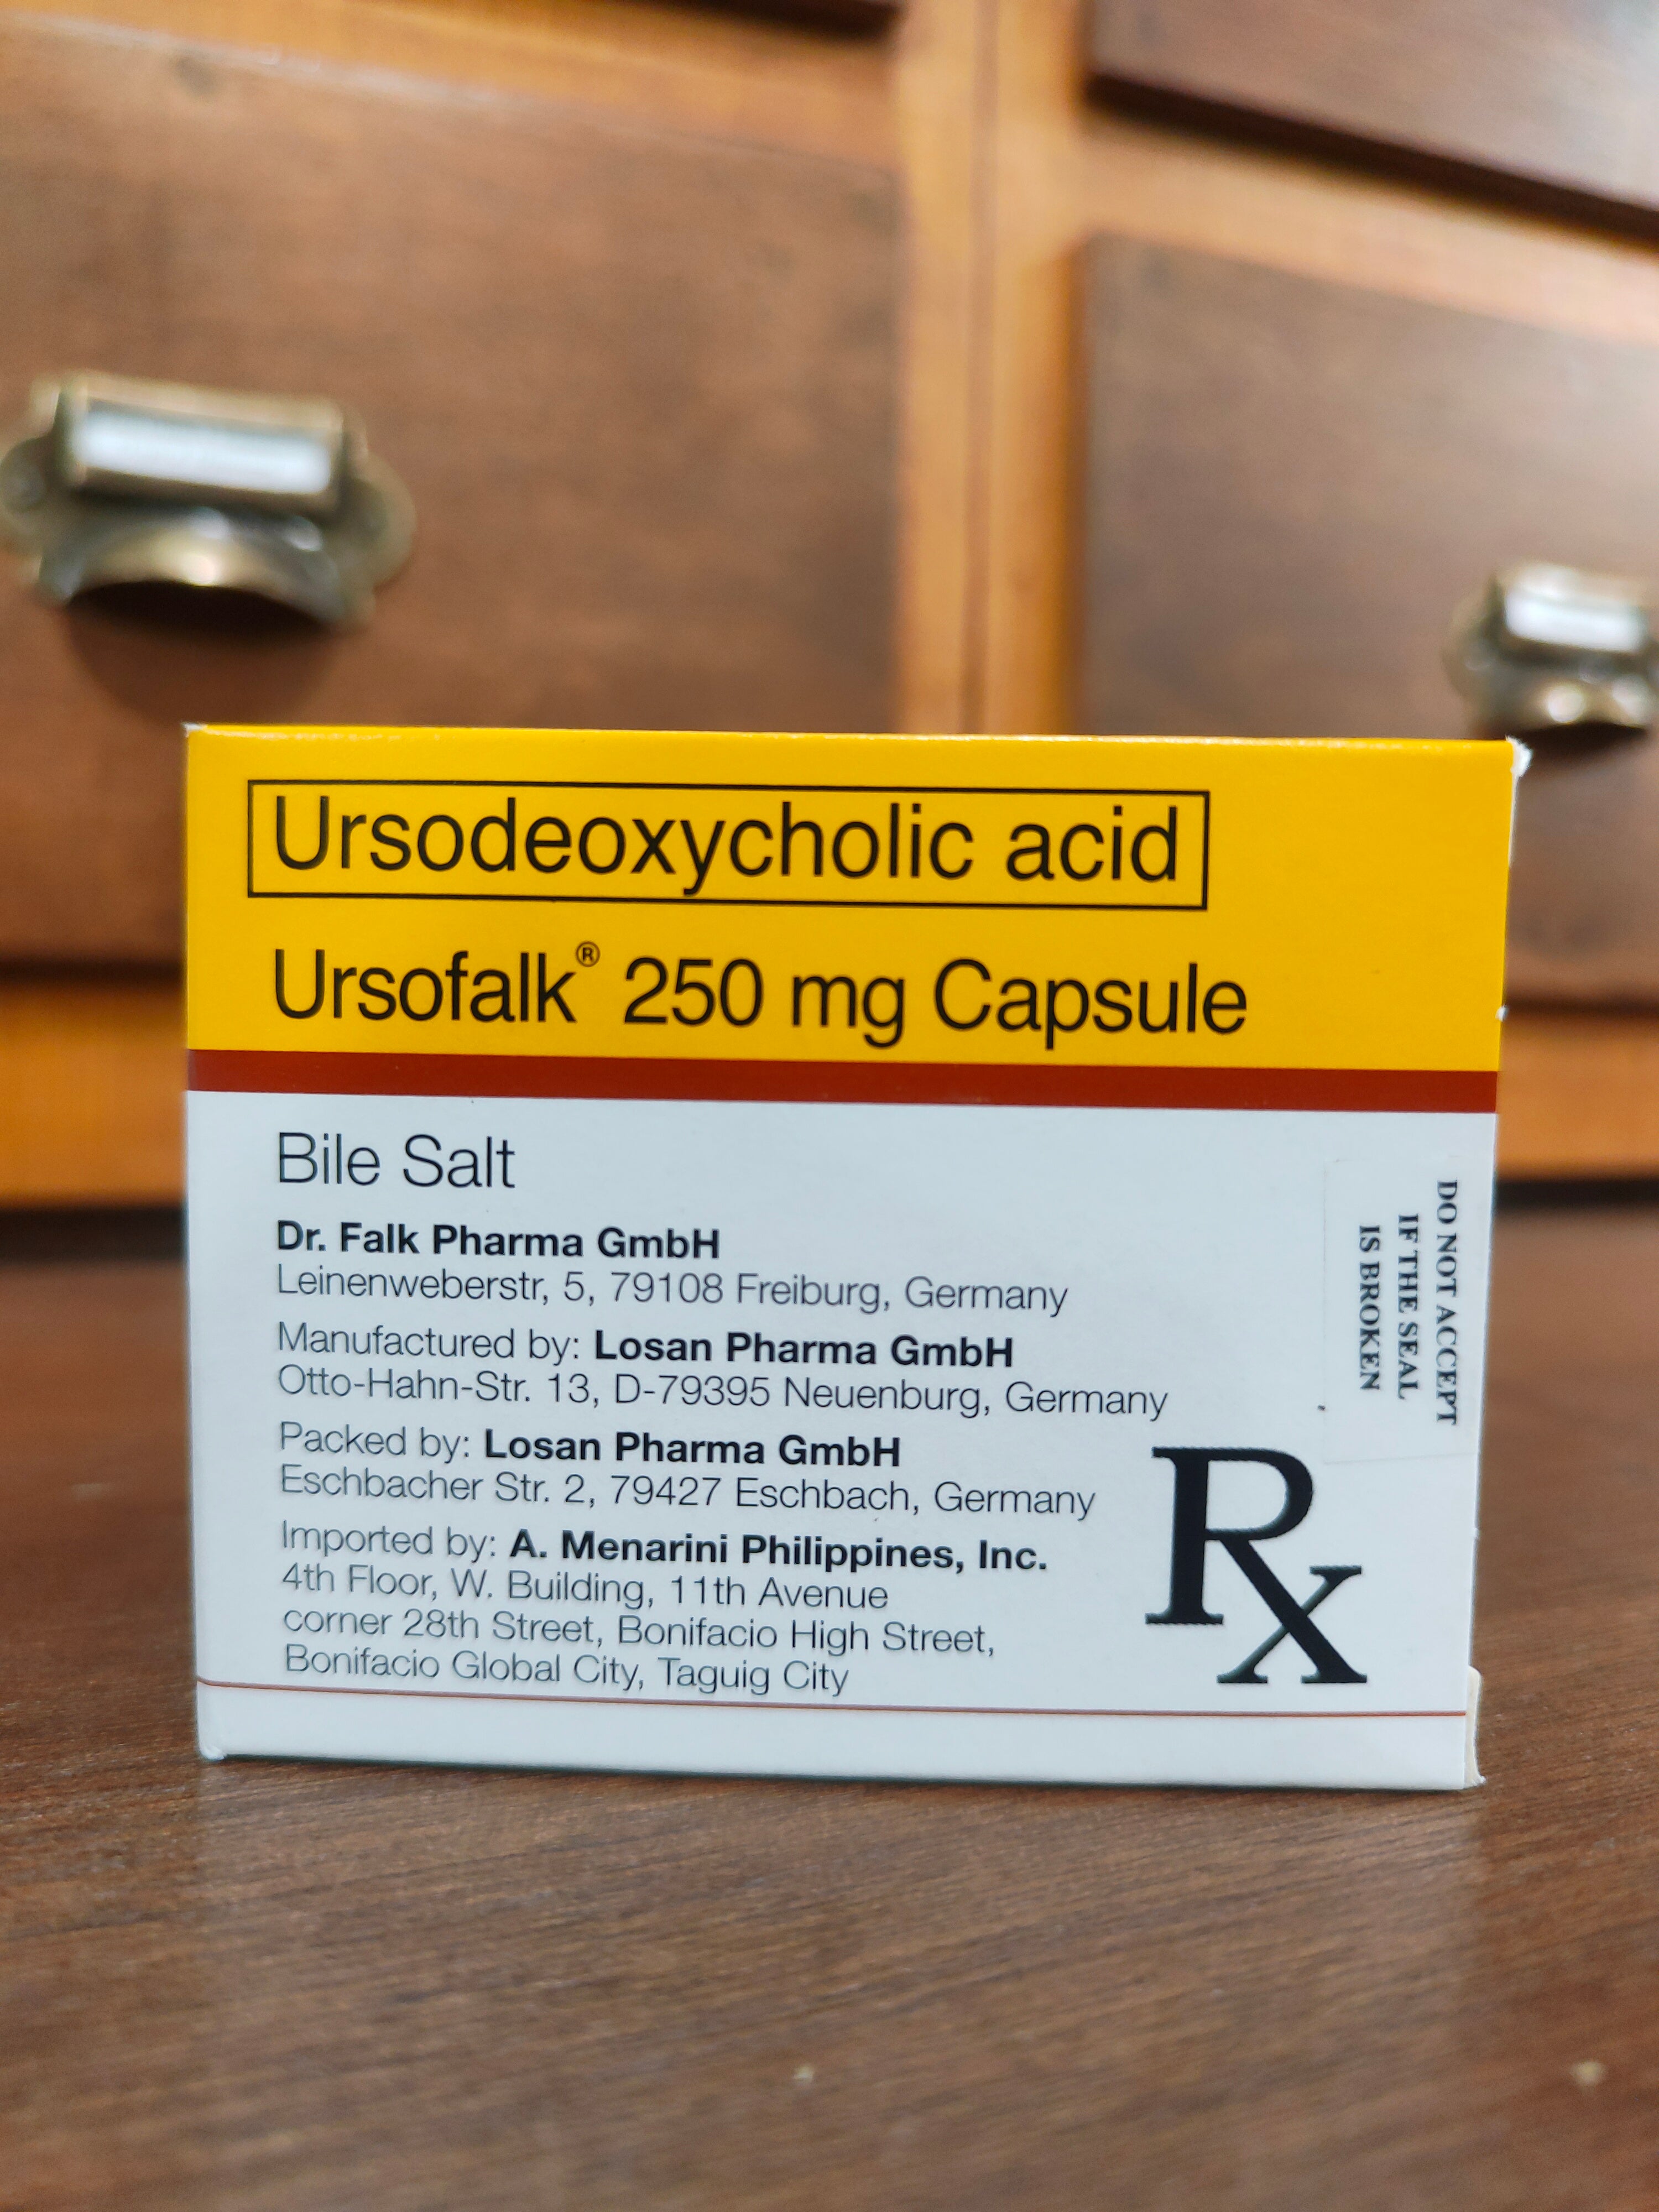 Ursodeoxycholic acid
Ursofalk® 250 mg Capsule
Bile Salt
Dr. Falk Pharma GmbH
Leinenweberstr, 5, 79108 Freiburg, Germany
Manufactured by: Losan Pharma GmbH
Otto-Hahn-Str. 13, D-79395 Neuenburg, Germany
Packed by: Losan Pharma GmbH
Eschbacher Str. 2, 79427 Eschbach, Germany
Imported by: A. Menarini Philippines, Inc.
4th Floor, W. Building, 11th Avenue
corner 28th Street, Bonifacio High Street,
Bonifacio Global City, Taguig City
DO NOT ACCEPT
IF THE SEAL
IS BROKEN
Rx